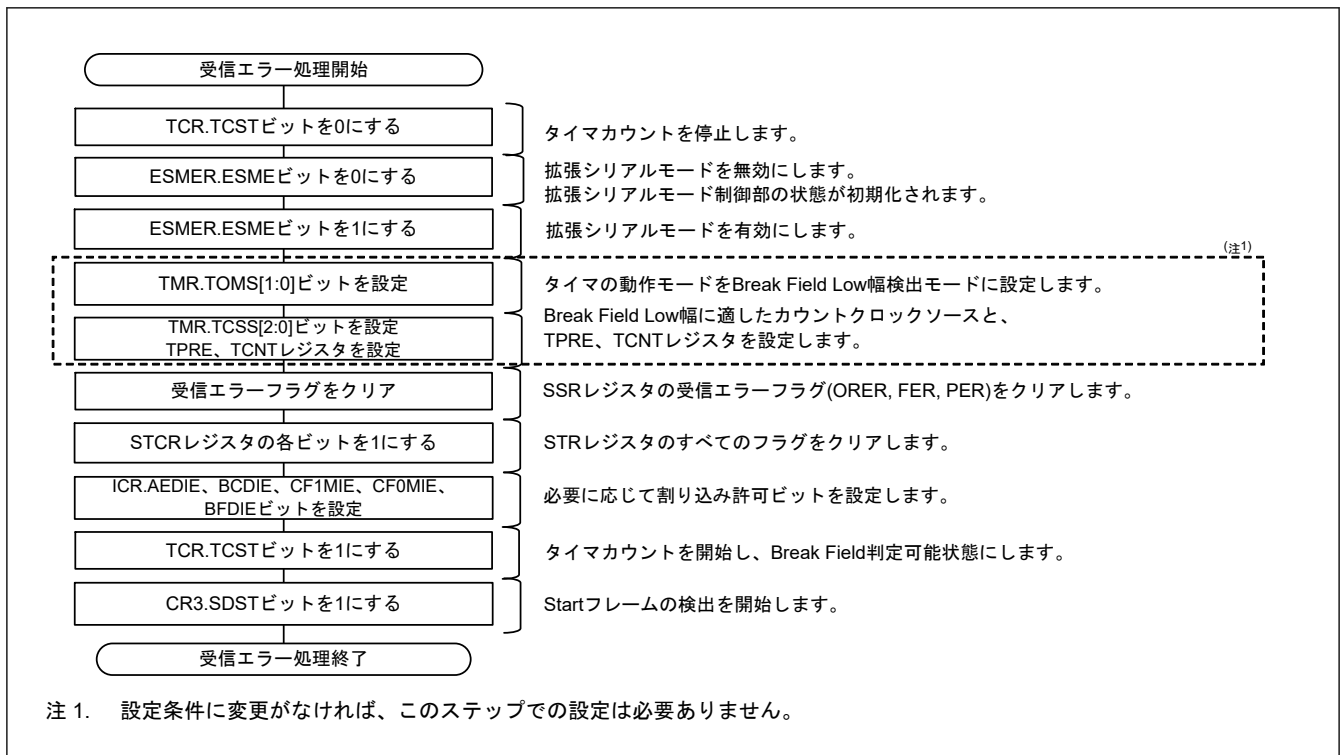 受信エラー処理開始
TCR.TCSTビットを0にする
タイマカウントを停止します。
ESMER.ESMEビットを0にする
拡張シリアルモードを無効にします。
拡張シリアルモード制御部の状態が初期化されます。
ESMER.ESMEビットを1にする
拡張シリアルモードを有効にします。
(注1)
TMR.TOMS[1:0]ビットを設定
タイマの動作モードをBreak Field Low幅検出モードに設定します。
TMR.TCSS[2:0]ビットを設定
TPRE、TCNTレジスタを設定
Break Field Low幅に適したカウントクロックソースと、
TPRE、TCNTレジスタを設定します。
受信エラーフラグをクリア
SSRレジスタの受信エラーフラグ(ORER, FER, PER)をクリアします。
STCRレジスタの各ビットを1にする
STRレジスタのすべてのフラグをクリアします。
ICR.AEDIE、BCDIE、CF1MIE、CF0MIE、
BFDIEビットを設定
必要に応じて割り込み許可ビットを設定します。
TCR.TCSTビットを1にする
タイマカウントを開始し、Break Field判定可能状態にします。
CR3.SDSTビットを1にする
Startフレームの検出を開始します。
受信エラー処理終了
注 1. 設定条件に変更がなければ、このステップでの設定は必要ありません。